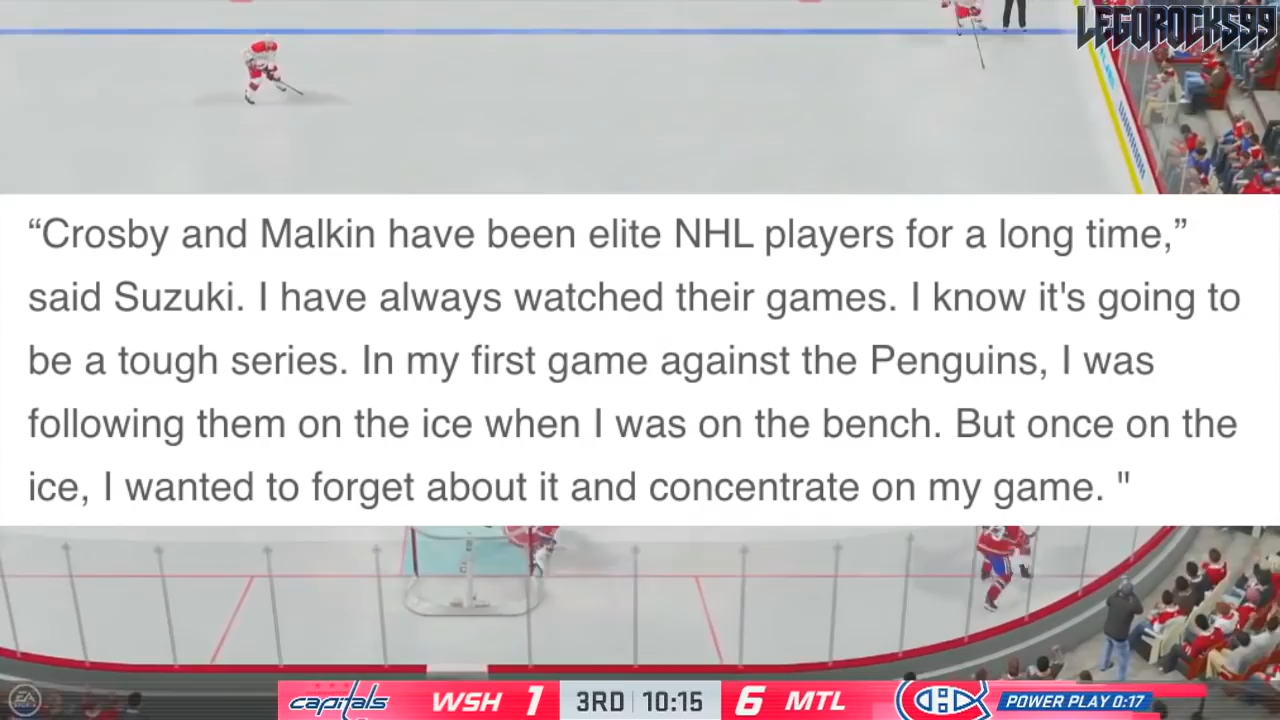 LEGOROCKS99
“Crosby and Malkin have been elite NHL players for a long time,”
said Suzuki. I have always watched their games. I know it's going to
be a tough series. In my first game against the Penguins, I was
following them on the ice when I was on the bench. But once on the
ice, I wanted to forget about it and concentrate on my game. "
EA
capitals WSH 1 3RD 10:15 6 MTL POWER PLAY 0:17